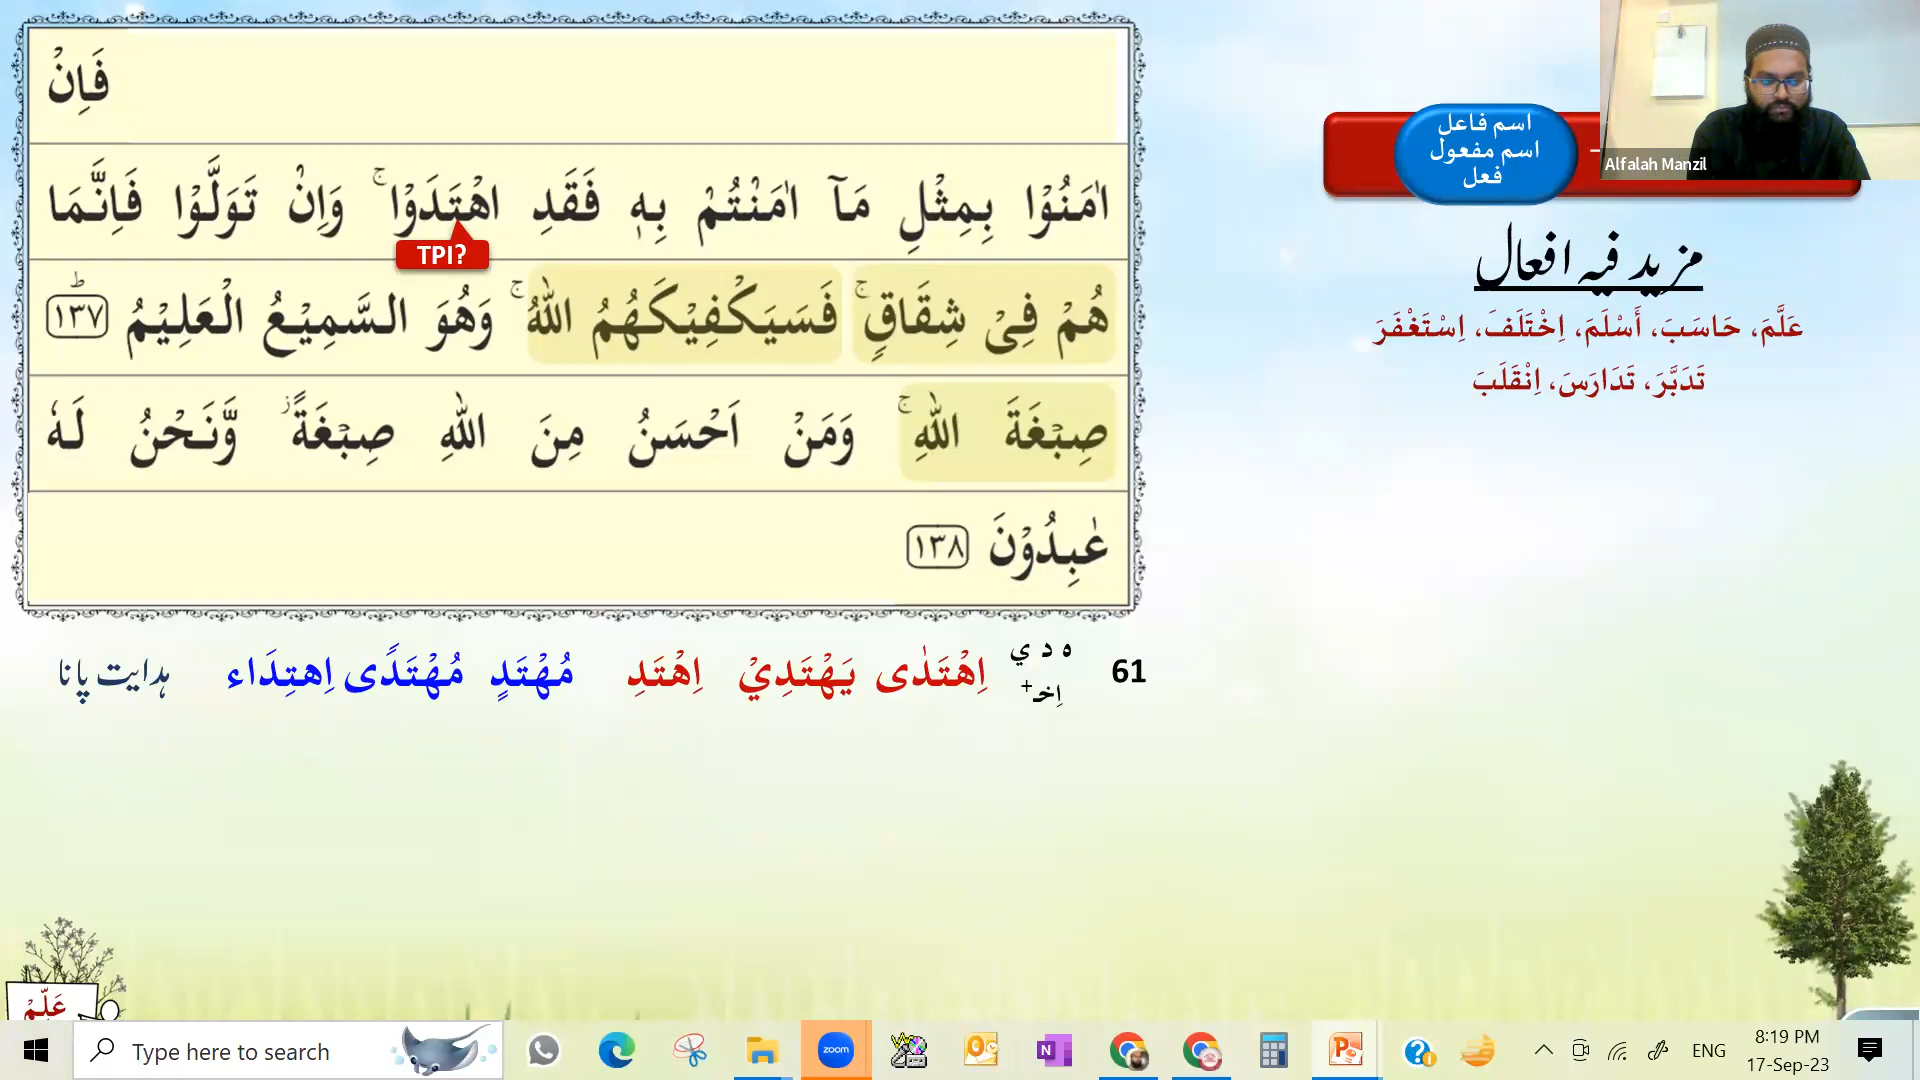 فَاِنْ
اٰمَنُوْا بِمِثْلِ مَآ اٰمَنْتُمْ بِهٖ فَقَدِ اهْتَدَوْا ۚ وَاِنْ تَوَلَّوْا فَاِنَّمَا
TPI?
هُمْ فِیْ شِقَاقٍ ۚ فَسَیَكْفِیْكَهُمُ اللّٰهُ ۚ وَهُوَ السَّمِیْعُ الْعَلِیْمُ ؕ ١٣٧
صِبْغَةَ اللّٰهِ ۚ وَمَنْ اَحْسَنُ مِنَ اللّٰهِ صِبْغَةً ؗ وَّنَحْنُ لَهٗ
عٰبِدُوْنَ ١٣٨
اسم فاعل
اسم مفعول
فعل
Alfalah Manzil
مزید فیہ افعال
عَلَّمَ، حَاسَبَ، أَسْلَمَ، اِخْتَلَفَ، اِسْتَغْفَرَ
تَدَبَّرَ، تَدَارَسَ، اِنْقَلَبَ
61 ه د ي اِخـ+ اِهْتَدٰى يَهْتَدِيْ اِهْتَدِ مُهْتَدٍ مُهْتَدًى اِهتِدَاء ہدایت پانا
عَلِّمْ
Type here to search
zoom
ENG
8:19 PM
17-Sep-23